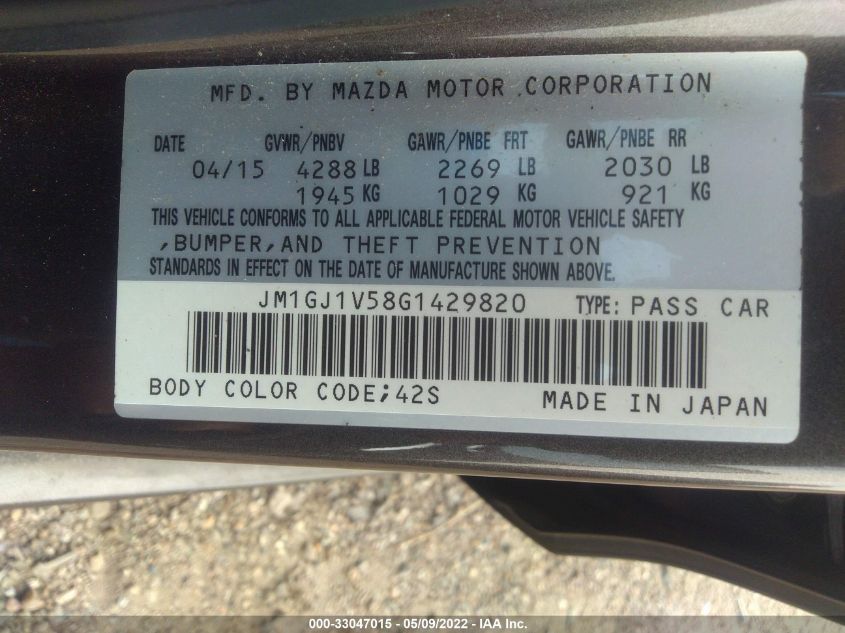 MFD. BY MAZDA MOTOR CORPORATION
DATE GVWR/PNBV GAWR/PNBE FRT GAWR/PNBE RR
04/15 4288 LB 2269 LB 2030 LB
1945 KG 1029 KG 921 KG
THIS VEHICLE CONFORMS TO ALL APPLICABLE FEDERAL MOTOR VEHICLE SAFETY
,BUMPER,AND THEFT PREVENTION
STANDARDS IN EFFECT ON THE DATE OF MANUFACTURE SHOWN ABOVE.
JM1GJ1V58G1429820 TYPE: PASS CAR
BODY COLOR CODE;42S MADE IN JAPAN
000-33047015 - 05/09/2022 - IAA Inc.